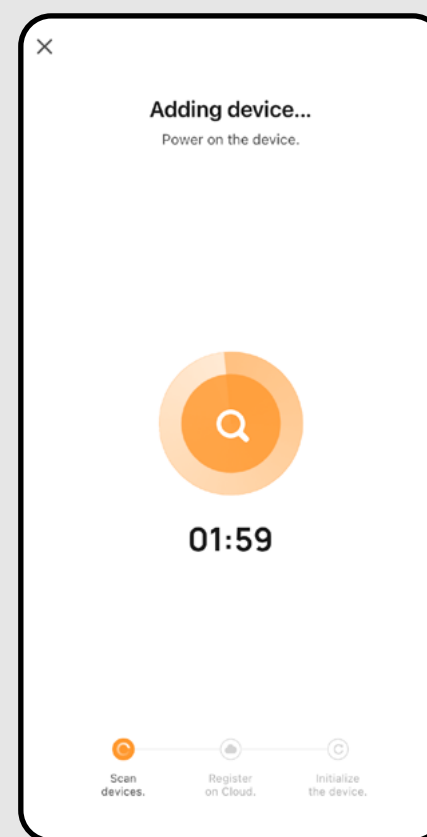 Adding device...
Power on the device.
01:59
Scan
devices.
Register
on Cloud.
Initialize
the device.